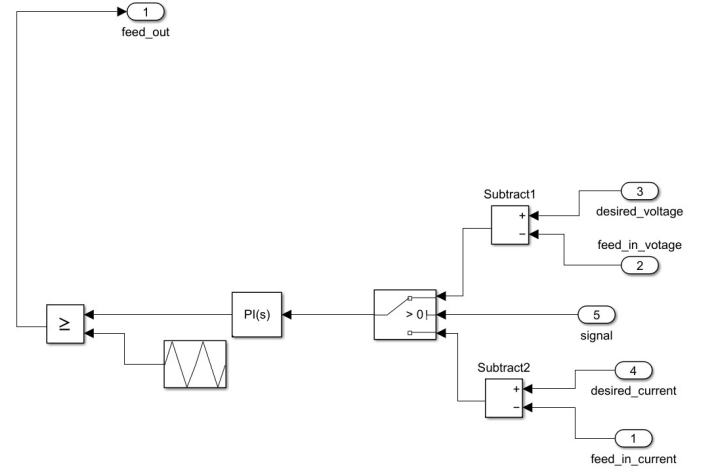 1
feed_out
Subtract1
+
−
3
desired_voltage
feed_in_votage
2
≥
PI(s)
> 0
5
signal
Subtract2
+
−
4
desired_current
1
feed_in_current